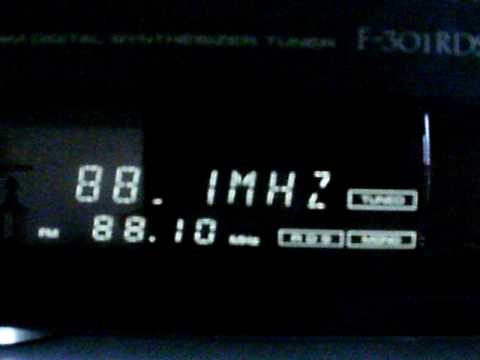 DIGITAL SYNTHESIZER TUNER F-301RDS
88. 1MHZ TUNED
FM 88.10 MHz RDS MONO